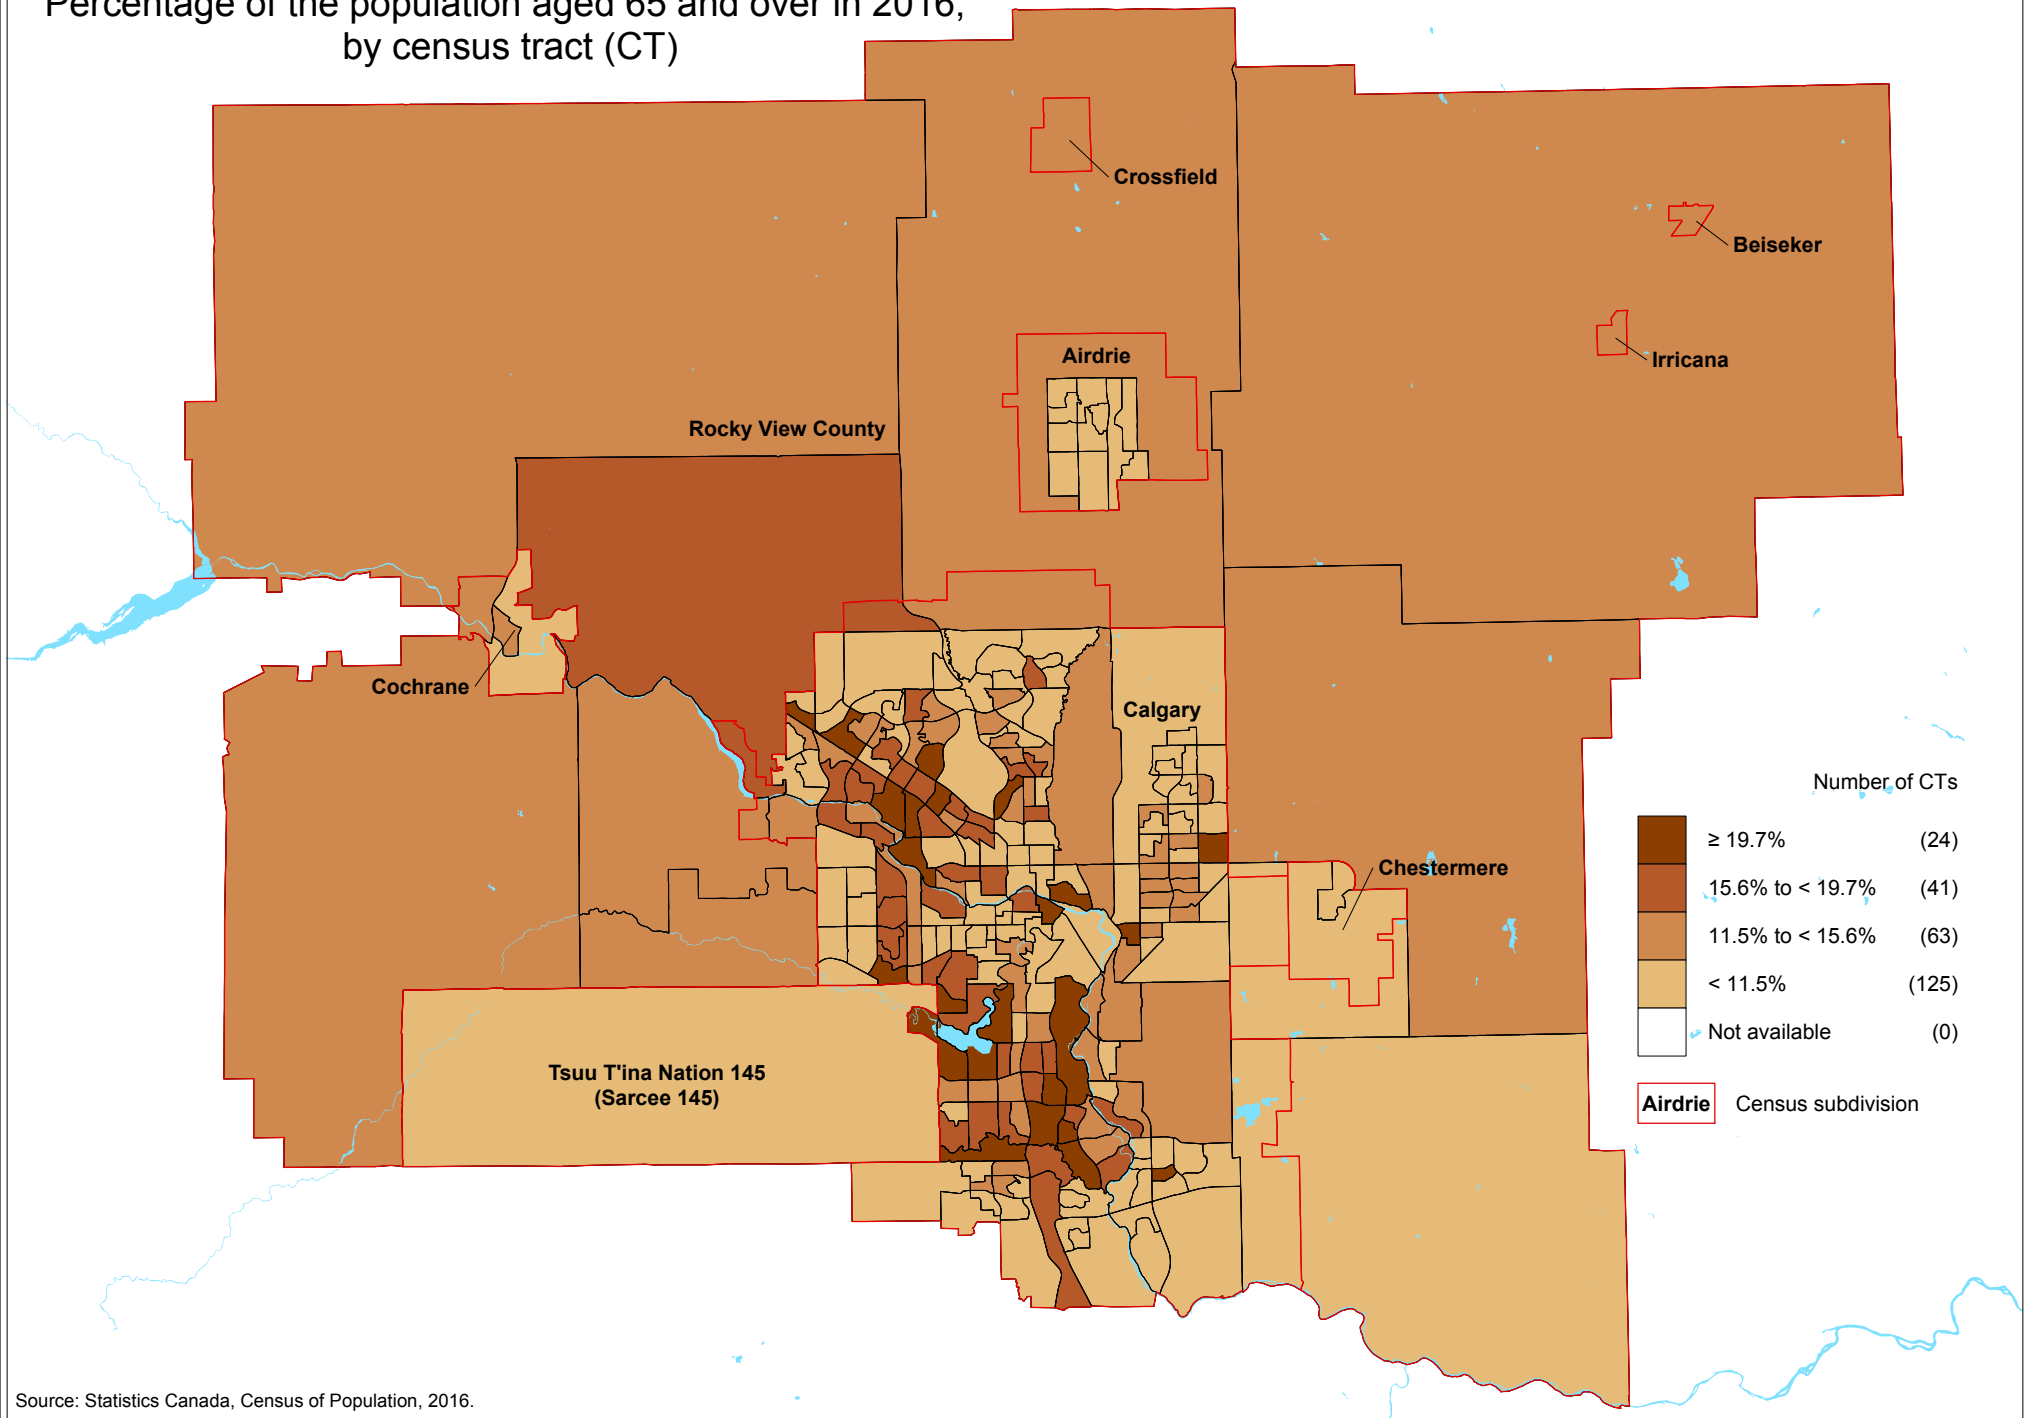 Percentage of the population aged 65 and over in 2016,
by census tract (CT)
Crossfield
Beiseker
Airdrie
Irricana
Rocky View County
Cochrane
Calgary
Chestermere
Tsuu T'ina Nation 145
(Sarcee 145)
Number of CTs
≥ 19.7% (24)
15.6% to < 19.7% (41)
11.5% to < 15.6% (63)
< 11.5% (125)
Not available (0)
Airdrie Census subdivision
Source: Statistics Canada, Census of Population, 2016.